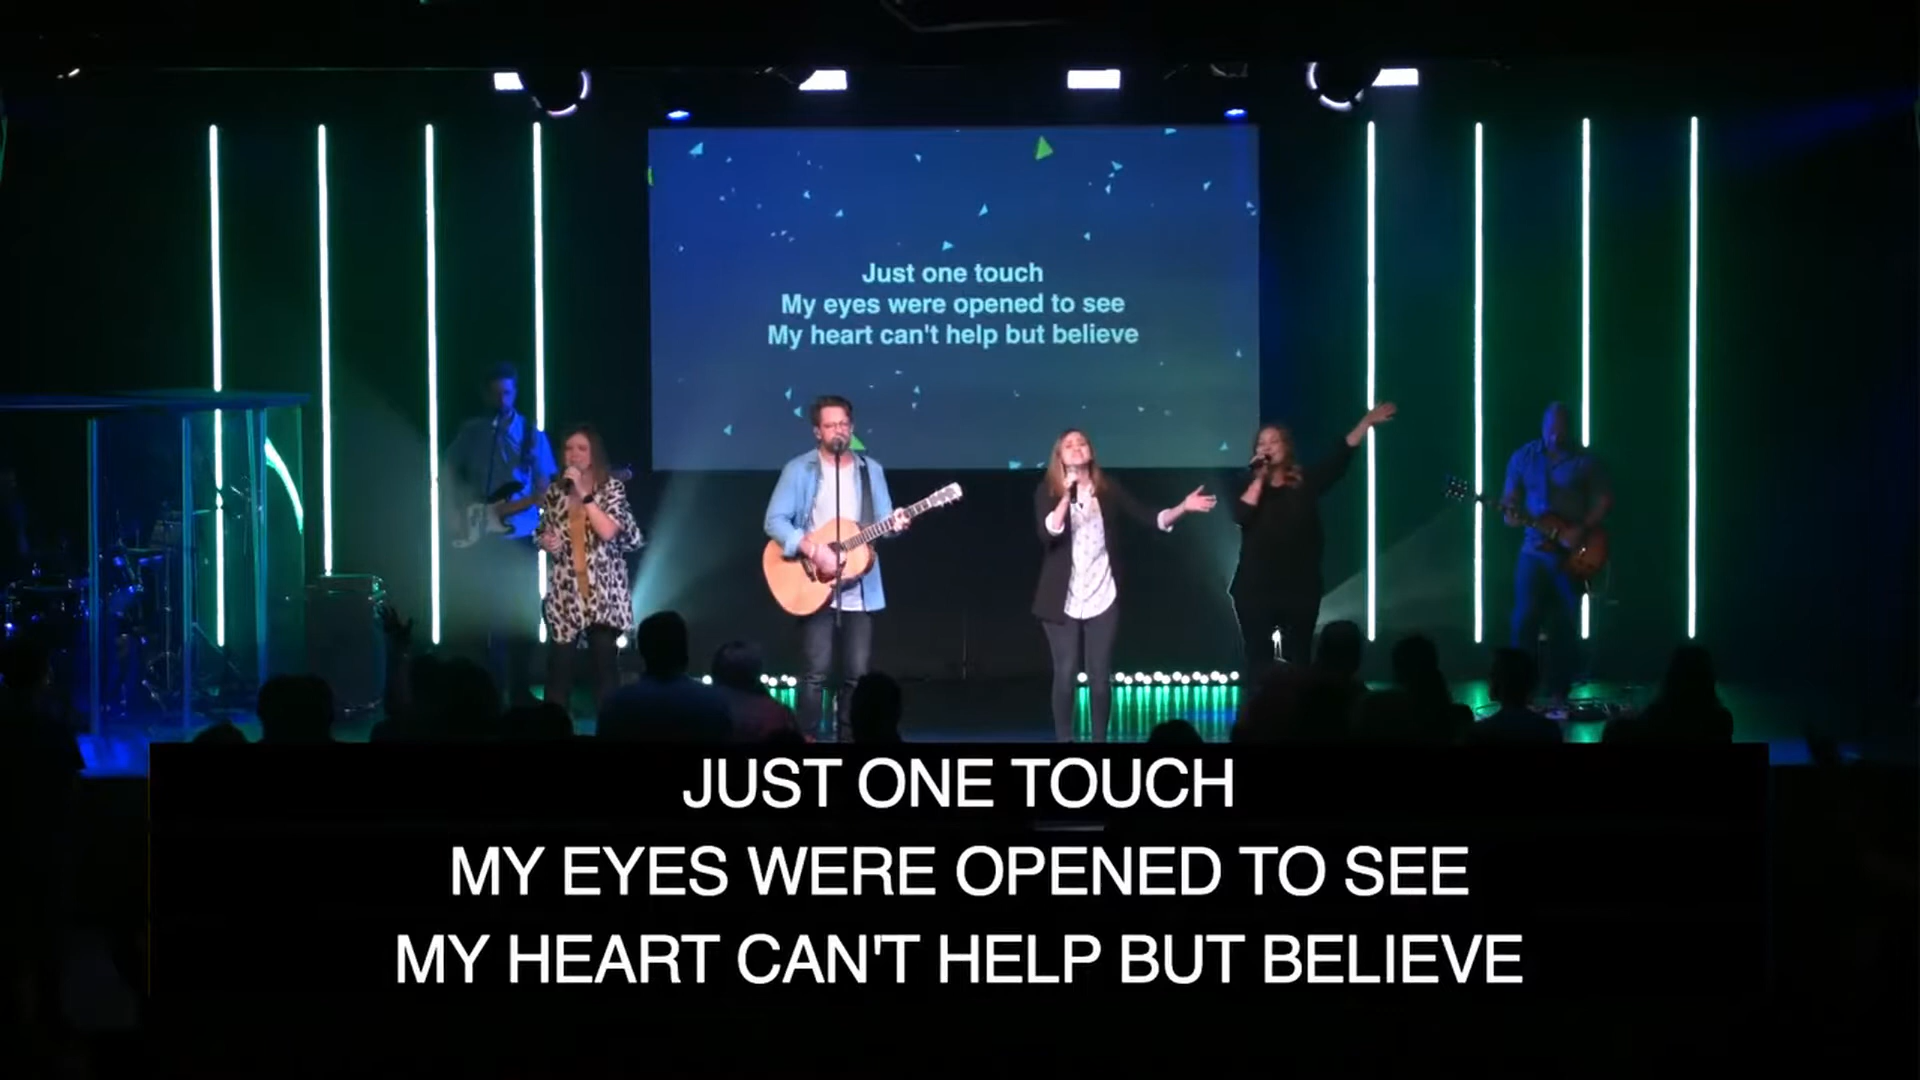 Just one touch
My eyes were opened to see
My heart can't help but believe
JUST ONE TOUCH
MY EYES WERE OPENED TO SEE
MY HEART CAN'T HELP BUT BELIEVE